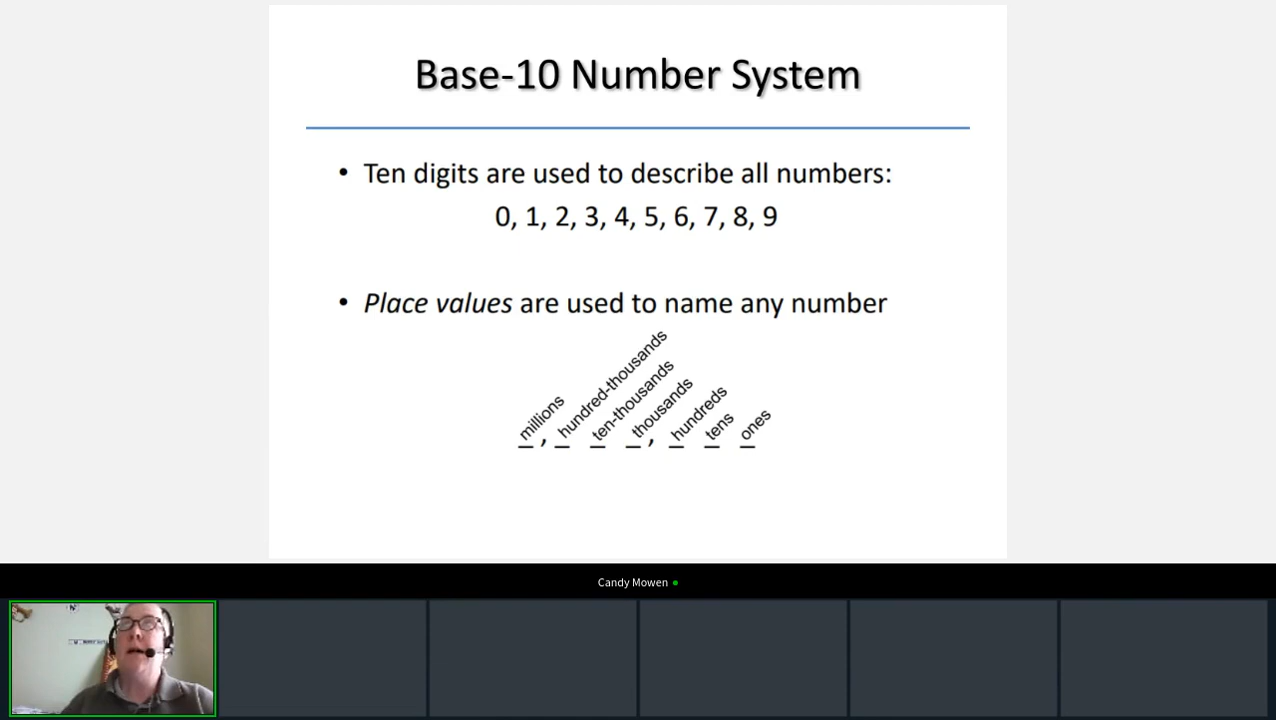 Base-10 Number System
• Ten digits are used to describe all numbers:
0, 1, 2, 3, 4, 5, 6, 7, 8, 9
• Place values are used to name any number
millions
hundred-thousands
ten-thousands
thousands
hundreds
tens
ones
_ , _ _ _ , _ _ _
Candy Mowen